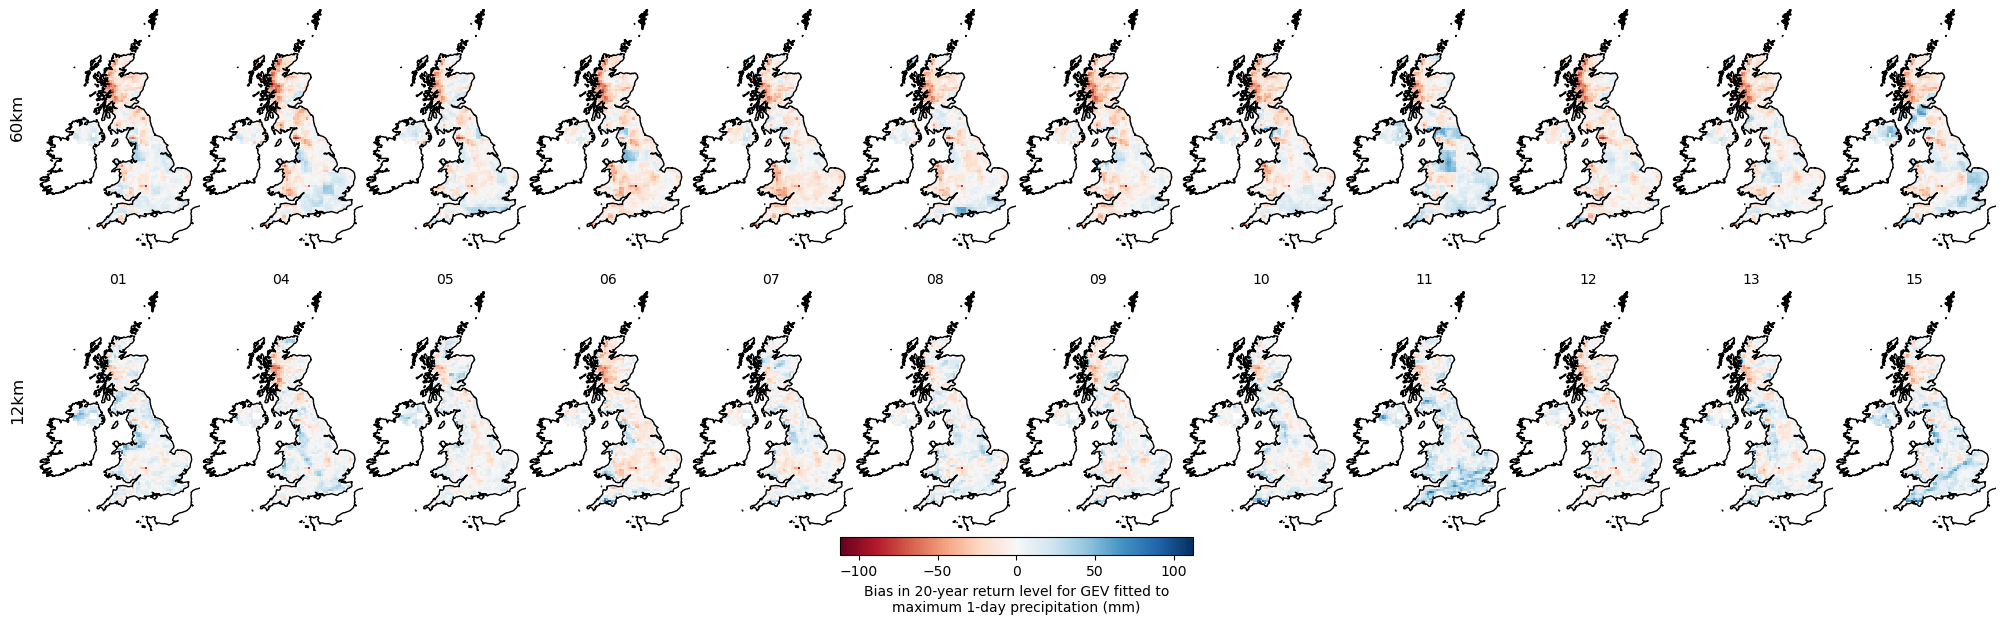 60km
01 04 05 06 07 08 09 10 11 12 13 15
12km
−100 −50 0 50 100
Bias in 20-year return level for GEV fitted to
maximum 1-day precipitation (mm)